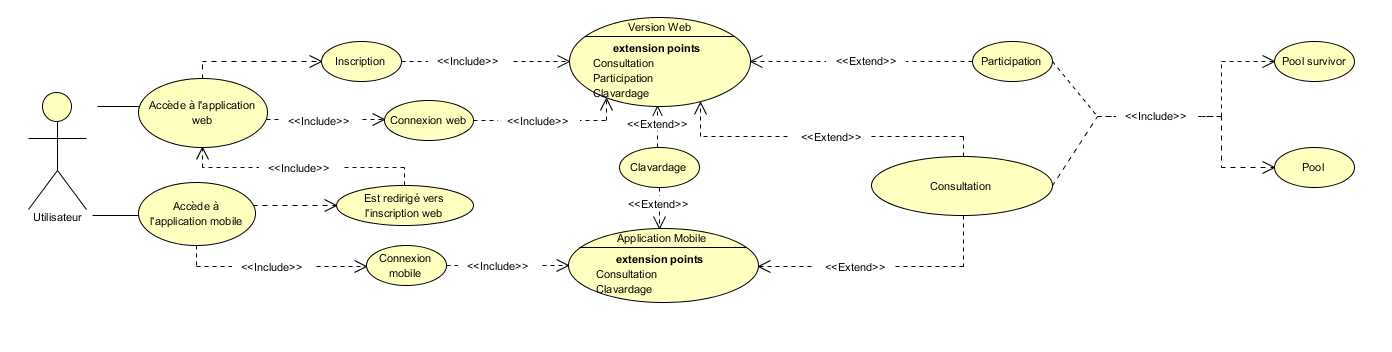 Version Web
extension points
Consultation
Participation
Clavardage
Inscription
<<Include>>
<<Extend>>
Participation
Pool survivor
Accède à l'application
web
<<Include>>
Connexion web
<<Include>>
<<Extend>>
<<Include>>
<<Extend>>
Clavardage
<<Include>>
Consultation
Pool
Utilisateur
Accède à
l'application mobile
Est redirigé vers
l'inscription web
<<Extend>>
Application Mobile
extension points
Consultation
Clavardage
<<Include>>
Connexion
mobile
<<Include>>
<<Extend>>